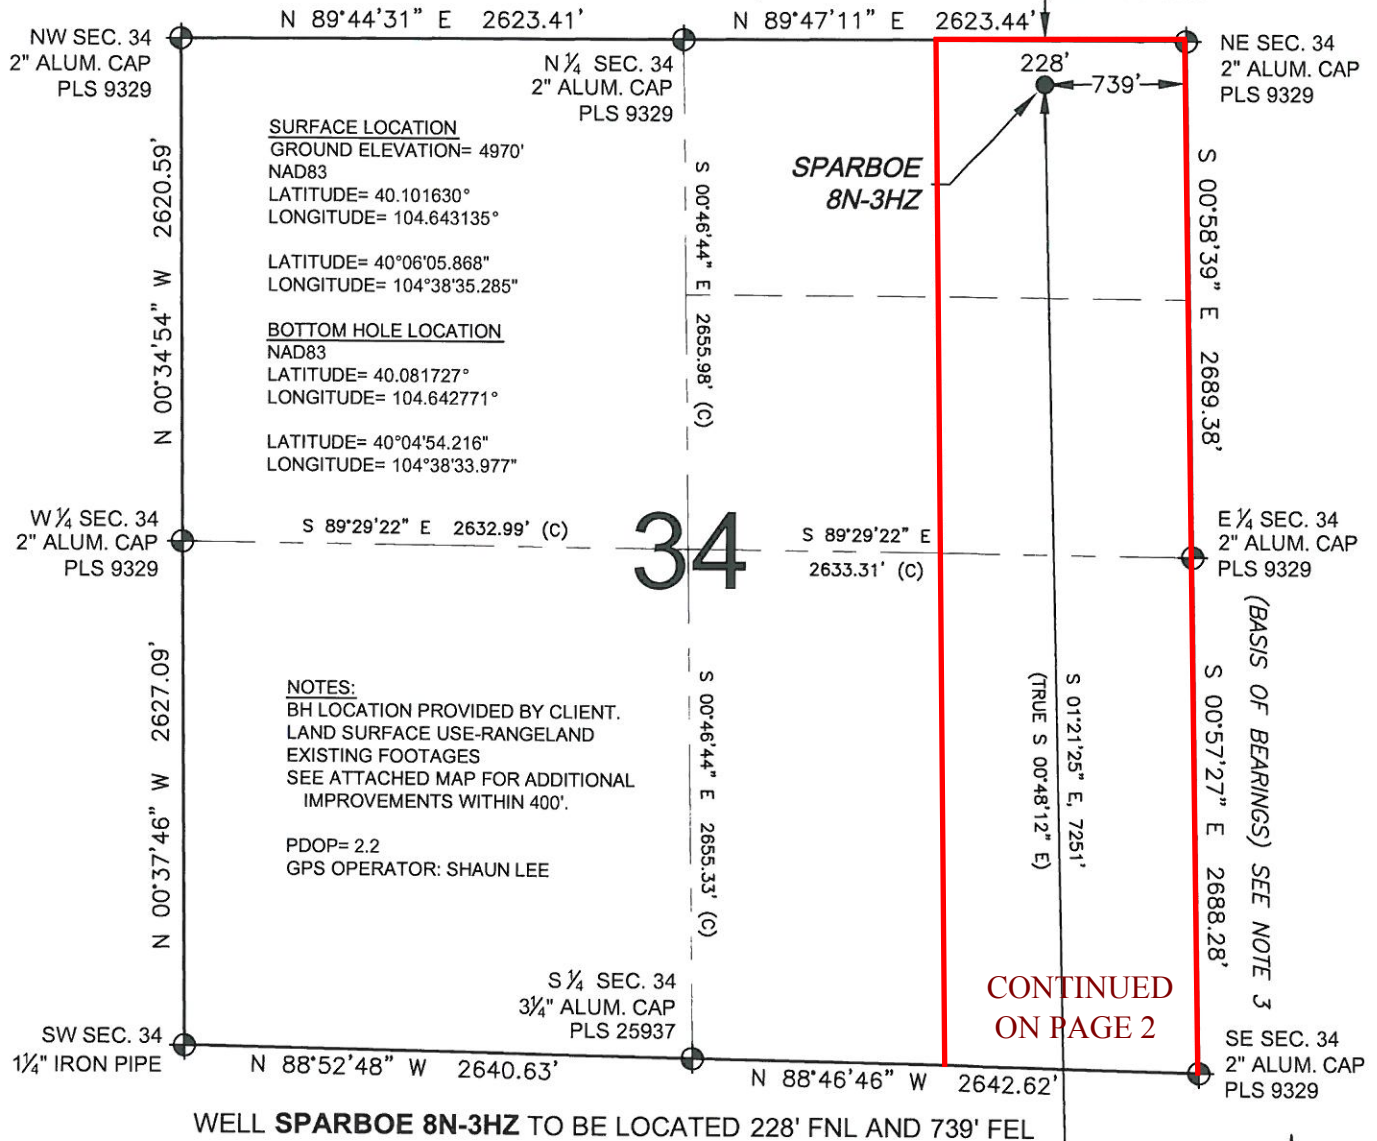 N 89°44'31" E 2623.41'
N 89°47'11" E 2623.44'
NW SEC. 34
2" ALUM. CAP
PLS 9329
N ¼ SEC. 34
2" ALUM. CAP
PLS 9329
NE SEC. 34
2" ALUM. CAP
PLS 9329
228'
739'
SPARBOE
8N-3HZ
SURFACE LOCATION
GROUND ELEVATION= 4970'
NAD83
LATITUDE= 40.101630°
LONGITUDE= 104.643135°
LATITUDE= 40°06'05.868"
LONGITUDE= 104°38'35.285"
BOTTOM HOLE LOCATION
NAD83
LATITUDE= 40.081727°
LONGITUDE= 104.642771°
LATITUDE= 40°04'54.216"
LONGITUDE= 104°38'33.977"
N 00°34'54" W 2620.59'
S 00°46'44" E 2655.98' (C)
S 00°58'39" E 2689.38'
W ¼ SEC. 34
2" ALUM. CAP
PLS 9329
S 89°29'22" E 2632.99' (C)
34
S 89°29'22" E
2633.31' (C)
E ¼ SEC. 34
2" ALUM. CAP
PLS 9329
N 00°37'46" W 2627.09'
NOTES:
BH LOCATION PROVIDED BY CLIENT.
LAND SURFACE USE-RANGELAND
EXISTING FOOTAGES
SEE ATTACHED MAP FOR ADDITIONAL
IMPROVEMENTS WITHIN 400'.
PDOP= 2.2
GPS OPERATOR: SHAUN LEE
S 00°46'44" E 2655.33' (C)
S 01°21'25" E, 7251'
(TRUE S 00°48'12" E)
S 00°57'27" E 2688.28'
(BASIS OF BEARINGS) SEE NOTE 3
CONTINUED
ON PAGE 2
S ¼ SEC. 34
3¼" ALUM. CAP
PLS 25937
SW SEC. 34
1¼" IRON PIPE
N 88°52'48" W 2640.63'
N 88°46'46" W 2642.62'
SE SEC. 34
2" ALUM. CAP
PLS 9329
WELL SPARBOE 8N-3HZ TO BE LOCATED 228' FNL AND 739' FEL